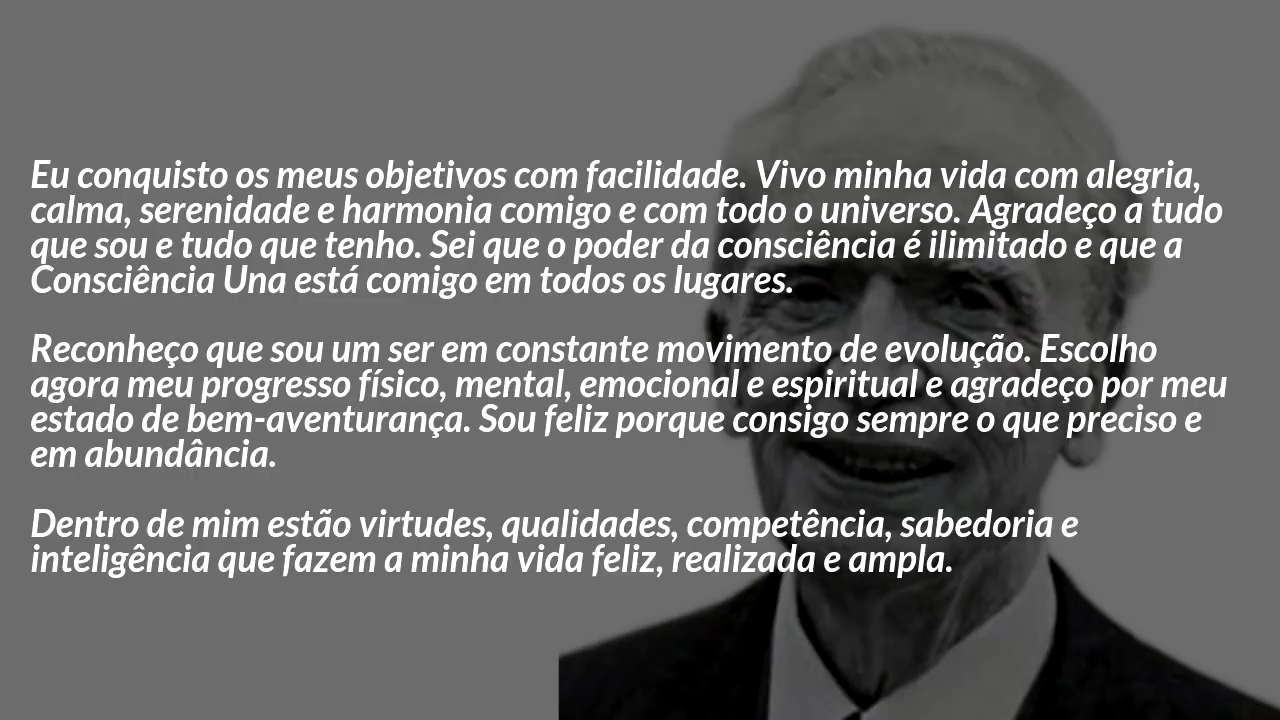 Eu conquisto os meus objetivos com facilidade. Vivo minha vida com alegria,
calma, serenidade e harmonia comigo e com todo o universo. Agradeço a tudo
que sou e tudo que tenho. Sei que o poder da consciência é ilimitado e que a
Consciência Una está comigo em todos os lugares.
Reconheço que sou um ser em constante movimento de evolução. Escolho
agora meu progresso físico, mental, emocional e espiritual e agradeço por meu
estado de bem-aventurança. Sou feliz porque consigo sempre o que preciso e
em abundância.
Dentro de mim estão virtudes, qualidades, competência, sabedoria e
inteligência que fazem a minha vida feliz, realizada e ampla.